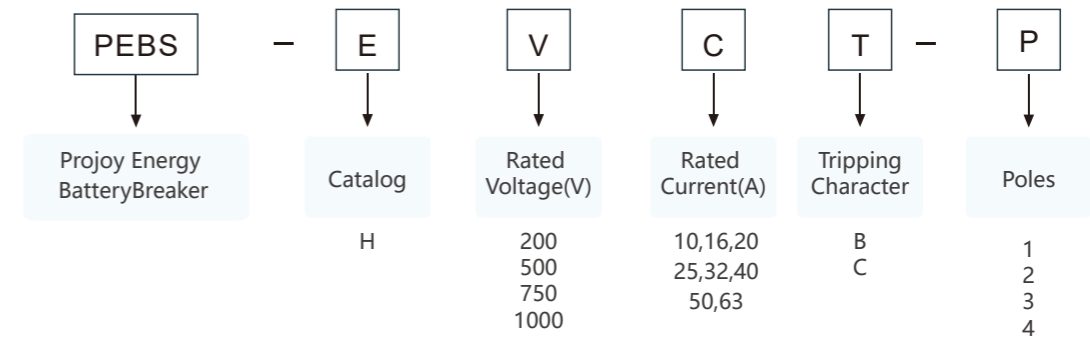 PEBS – E V C T – P
Projoy Energy
BatteryBreaker
Catalog
Rated
Voltage(V)
Rated
Current(A)
Tripping
Character
Poles
H
200
500
750
1000
10,16,20
25,32,40
50,63
B
C
1
2
3
4